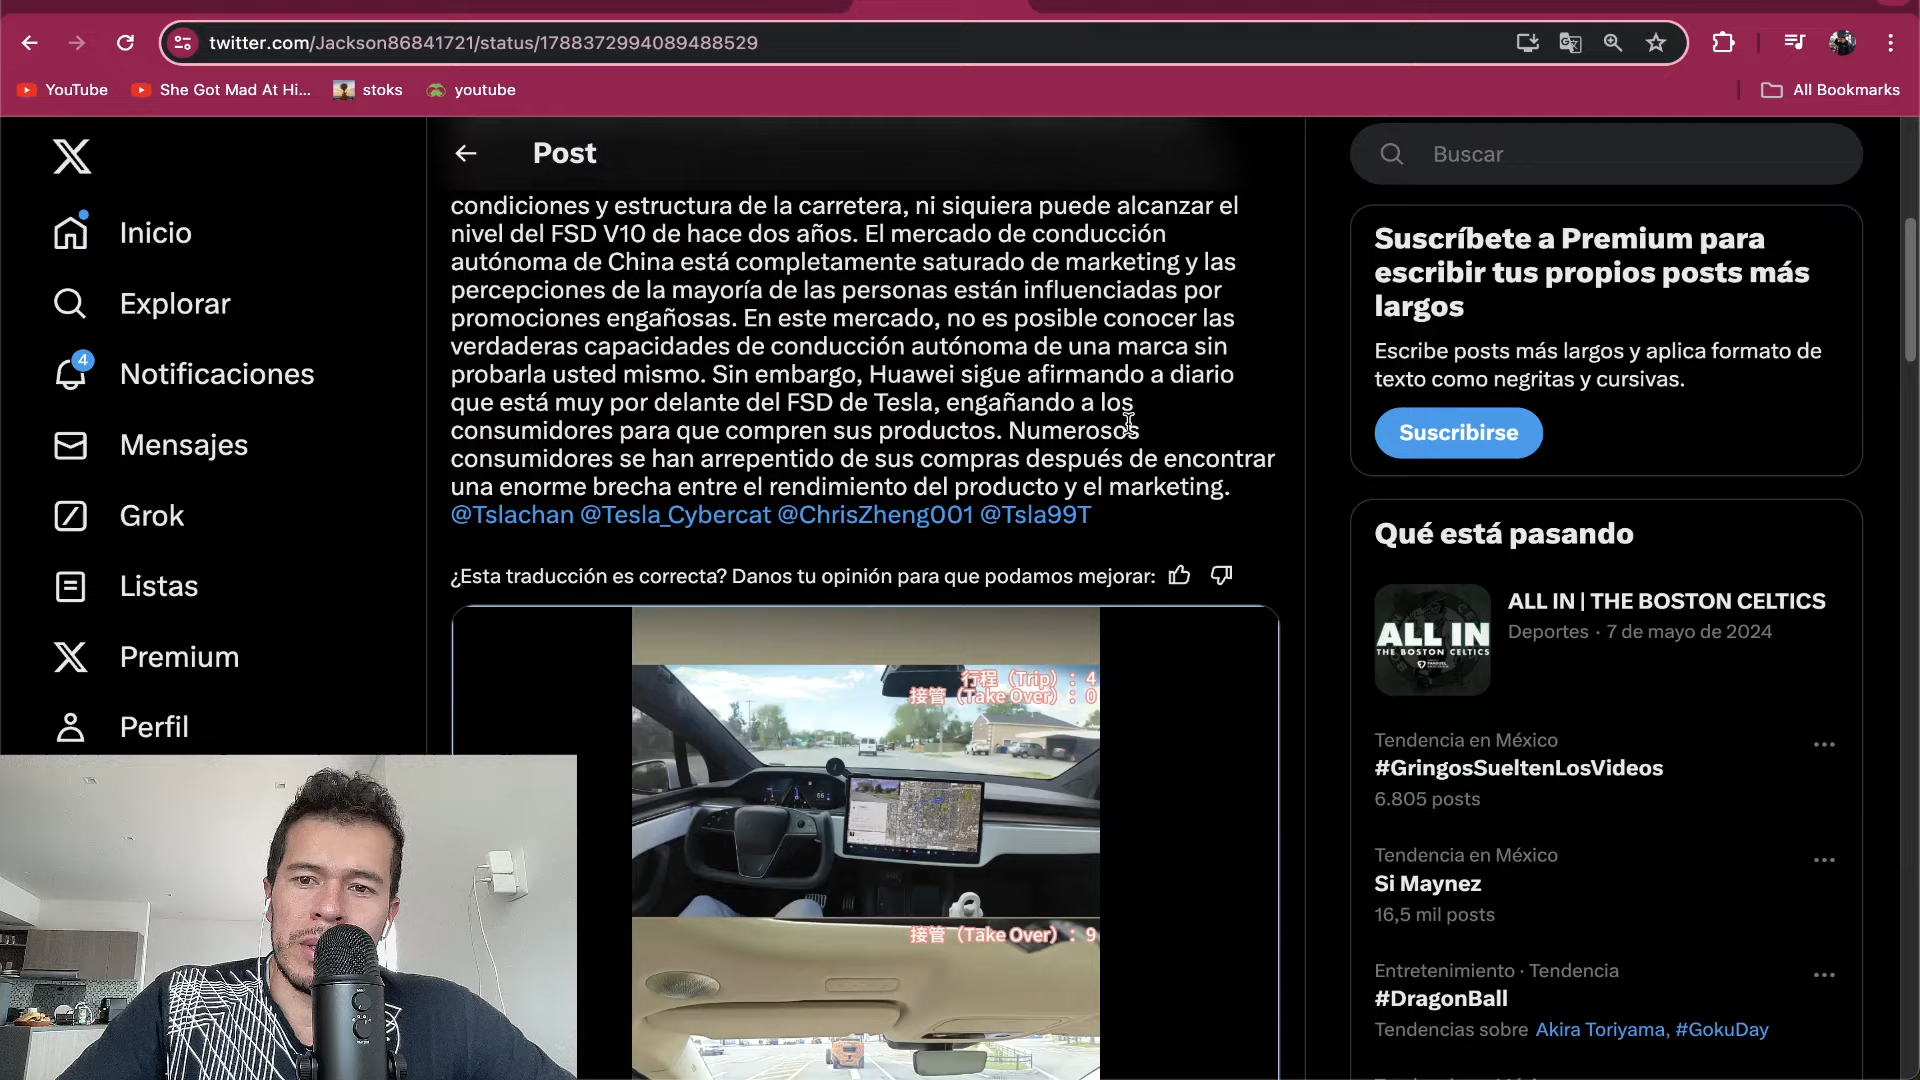 twitter.com/Jackson86841721/status/1788372994089488529
YouTube
She Got Mad At Hi...
stoks
youtube
All Bookmarks
Inicio
Explorar
4
Notificaciones
Mensajes
Grok
Listas
Premium
Perfil
Post
condiciones y estructura de la carretera, ni siquiera puede alcanzar el
nivel del FSD V10 de hace dos años. El mercado de conducción
autónoma de China está completamente saturado de marketing y las
percepciones de la mayoría de las personas están influenciadas por
promociones engañosas. En este mercado, no es posible conocer las
verdaderas capacidades de conducción autónoma de una marca sin
probarla usted mismo. Sin embargo, Huawei sigue afirmando a diario
que está muy por delante del FSD de Tesla, engañando a los
consumidores para que compren sus productos. Numerosos
consumidores se han arrepentido de sus compras después de encontrar
una enorme brecha entre el rendimiento del producto y el marketing.
@Tslachan @Tesla_Cybercat @ChrisZheng001 @Tsla99T
¿Esta traducción es correcta? Danos tu opinión para que podamos mejorar:
行程（Trip）：4
接管（Take Over）：0
接管（Take Over）：9
Buscar
Suscríbete a Premium para
escribir tus propios posts más
largos
Escribe posts más largos y aplica formato de
texto como negritas y cursivas.
Suscribirse
Qué está pasando
ALL IN
THE BOSTON CELTICS
ALL IN | THE BOSTON CELTICS
Deportes · 7 de mayo de 2024
Tendencia en México
#GringosSueltenLosVideos
6.805 posts
Tendencia en México
Si Maynez
16,5 mil posts
Entretenimiento · Tendencia
#DragonBall
Tendencias sobre Akira Toriyama, #GokuDay